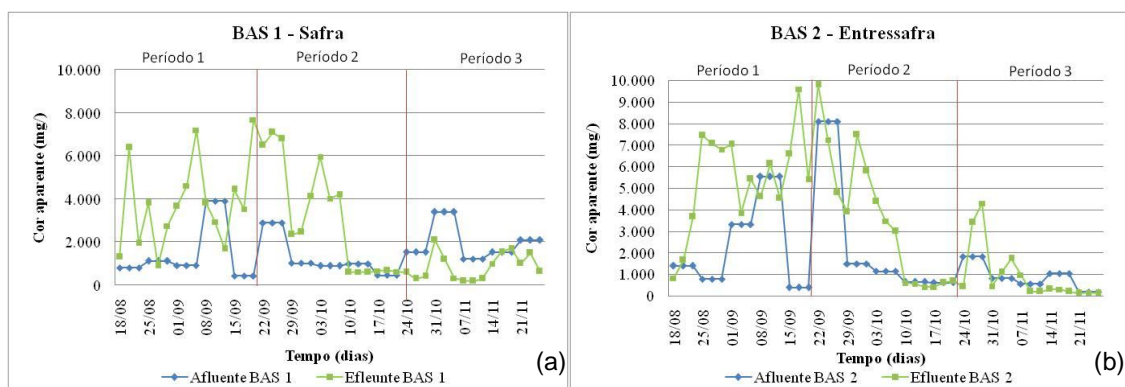 BAS 1 - Safra
Período 1 Período 2 Período 3
Cor aparente (mg/)
10.000
8.000
6.000
4.000
2.000
0
18/08 25/08 01/09 08/09 15/09 22/09 29/09 03/10 10/10 17/10 24/10 31/10 07/11 14/11 21/11
Tempo (dias)
Afluente BAS 1 Efleunte BAS 1
(a)
BAS 2 - Entressafra
Período 1 Período 2 Período 3
Cor aparente (mg/)
10.000
9.000
8.000
7.000
6.000
5.000
4.000
3.000
2.000
1.000
0
18/08 25/08 01/09 08/09 15/09 22/09 29/09 03/10 10/10 17/10 24/10 31/10 07/11 14/11 21/11
Tempo (dias)
Afluente BAS 2 Efluente BAS 2
(b)